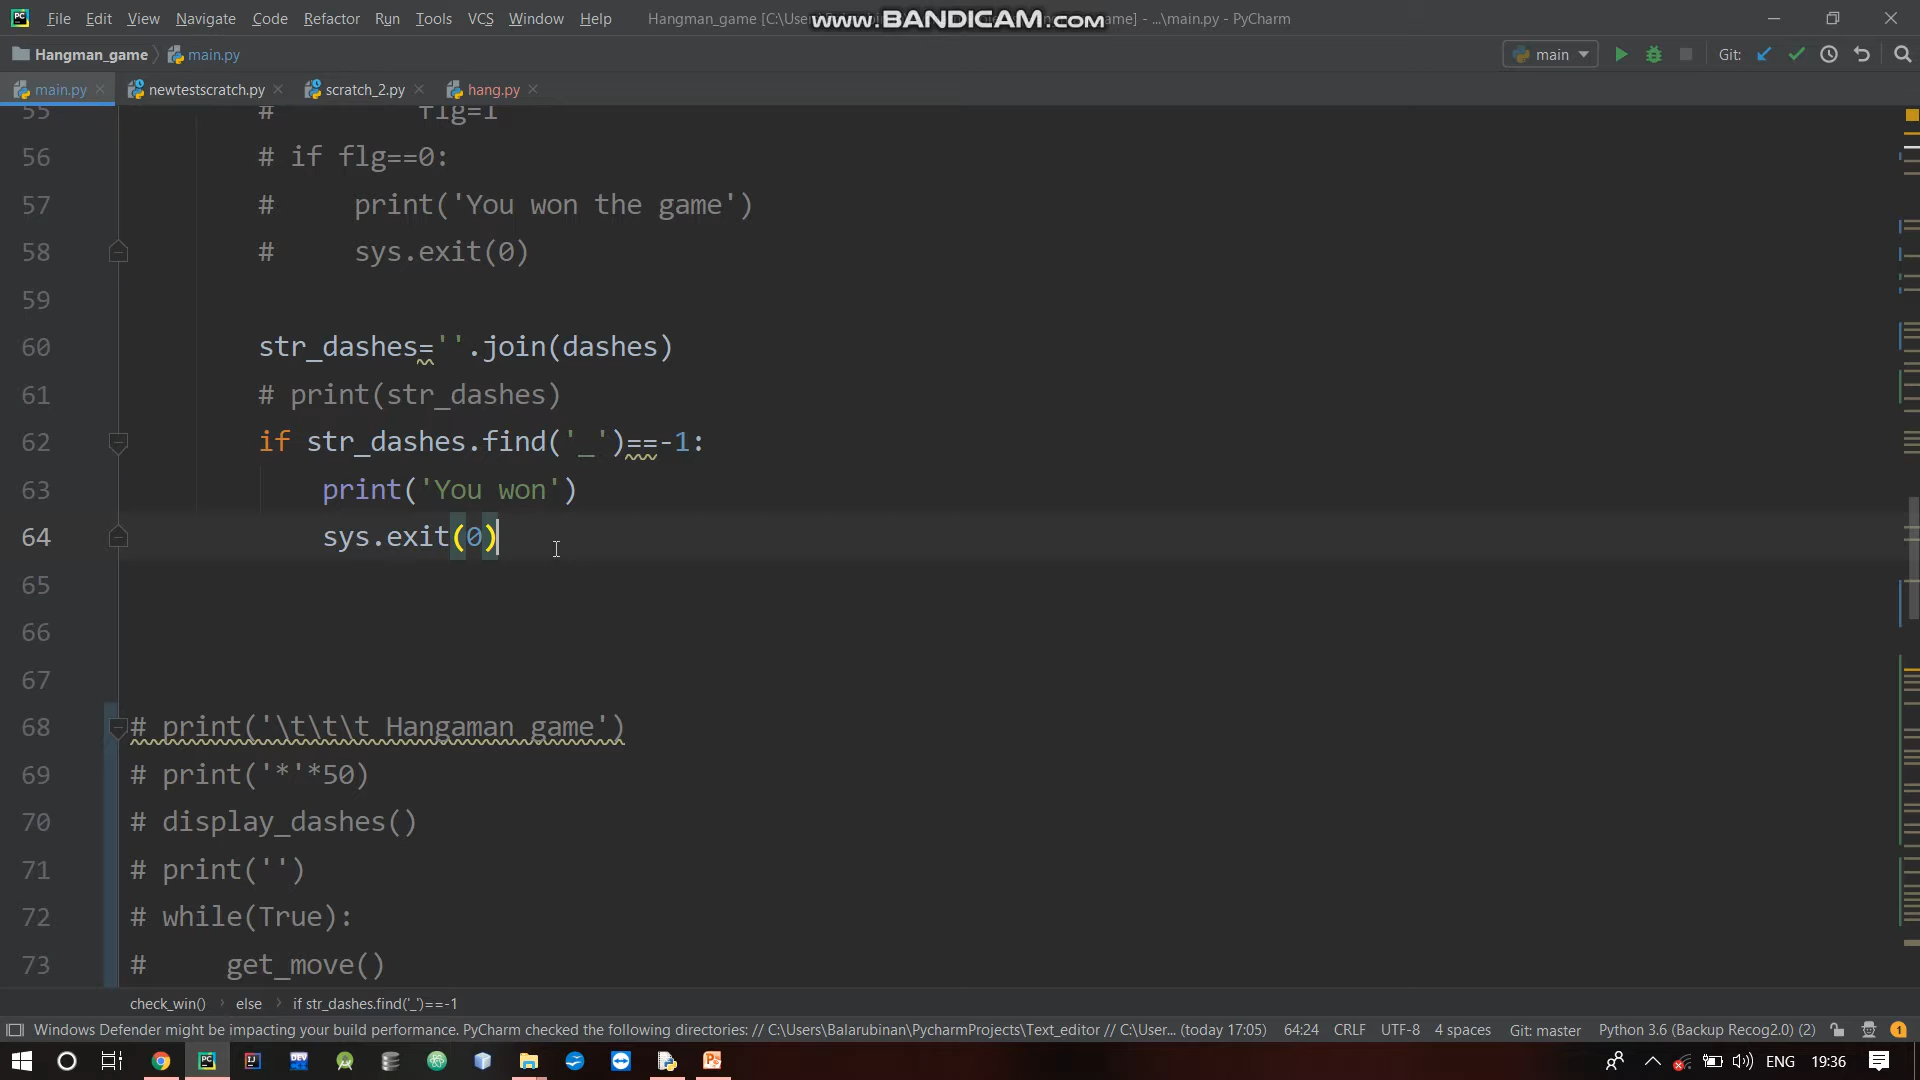 File Edit View Navigate Code Refactor Run Tools VCS Window Help Hangman_game [C:\Users\ game] - ...\main.py - PyCharm
www.BANDICAM.com
Hangman_game main.py main Git:
main.py newtestscratch.py scratch_2.py hang.py
55 # flg=1
56 # if flg==0:
57 # print('You won the game')
58 # sys.exit(0)
59
60 str_dashes=''.join(dashes)
61 # print(str_dashes)
62 if str_dashes.find('_')==-1:
63 print('You won')
64 sys.exit(0)
65
66
67
68 # print('\t\t\t Hangaman game')
69 # print('*'*50)
70 # display_dashes()
71 # print('')
72 # while(True):
73 # get_move()
check_win() › else › if str_dashes.find('_')==-1
Windows Defender might be impacting your build performance. PyCharm checked the following directories: // C:\Users\Balarubinan\PycharmProjects\Text_editor // C:\User... (today 17:05) 64:24 CRLF UTF-8 4 spaces Git: master Python 3.6 (Backup Recog2.0) (2) 1
ENG 19:36